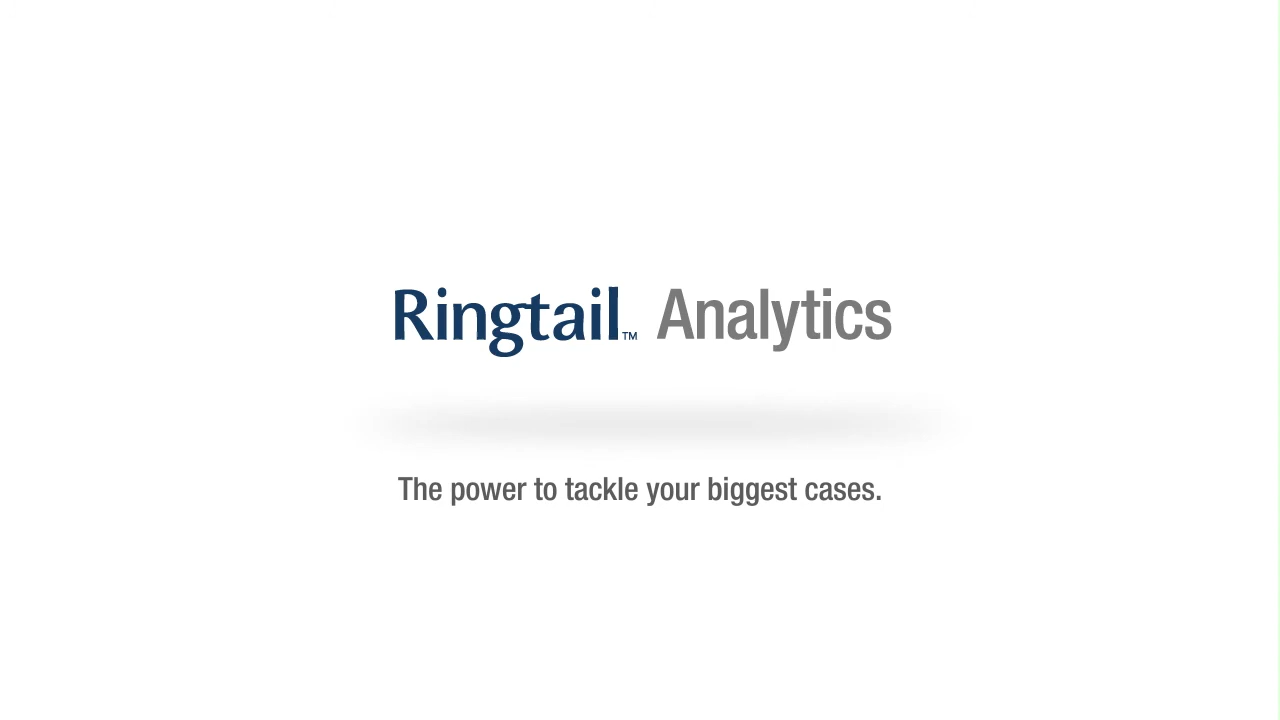 Ringtail™ Analytics
The power to tackle your biggest cases.